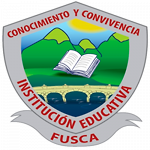 CONOCIMIENTO Y CONVIVENCIA
INSTITUCIÓN EDUCATIVA
FUSCA